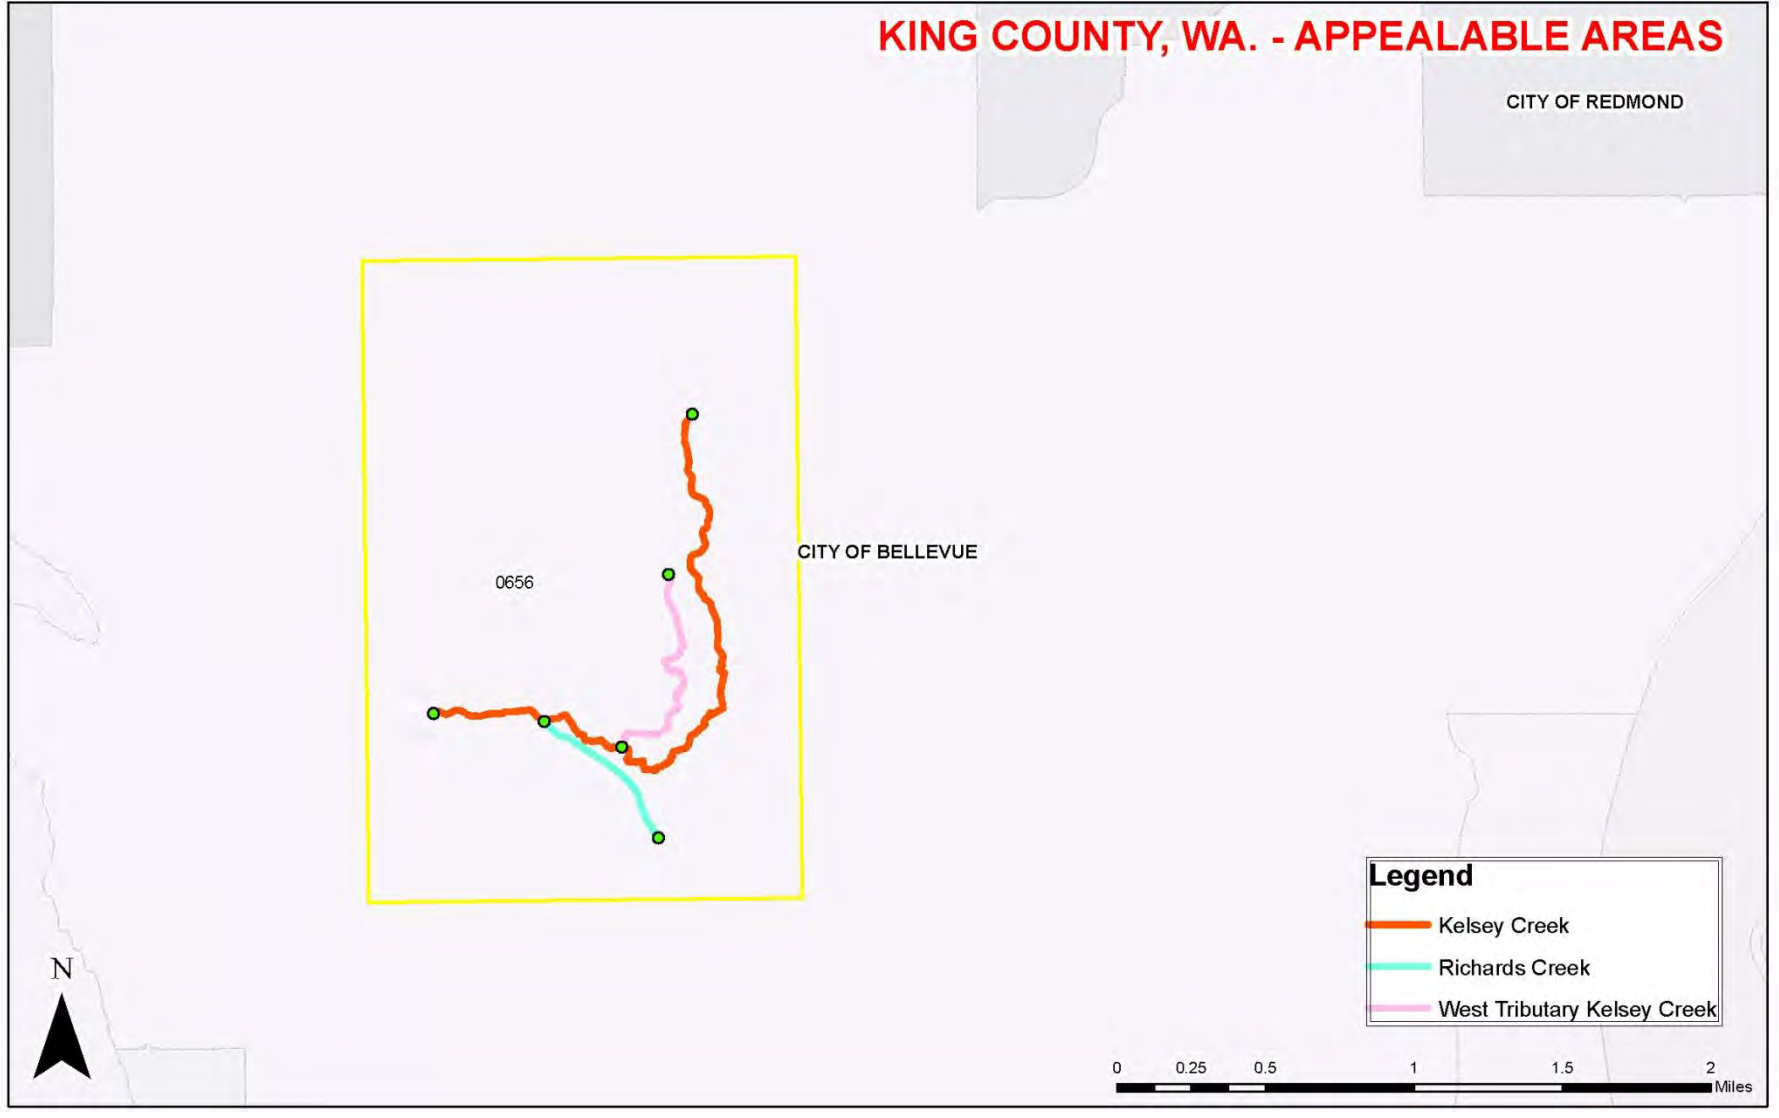 KING COUNTY, WA. - APPEALABLE AREAS
CITY OF REDMOND
CITY OF BELLEVUE
0656
Legend
Kelsey Creek
Richards Creek
West Tributary Kelsey Creek
N
0 0.25 0.5 1 1.5 2
Miles